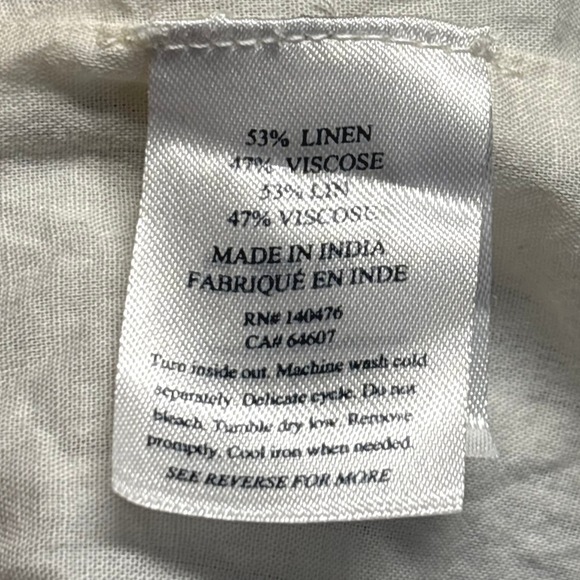 53% LINEN
47% VISCOSE
53% LIN
47% VISCOSE
MADE IN INDIA
FABRIQUÉ EN INDE
RN# 140476
CA# 64607
Turn inside out. Machine wash cold
separately. Delicate cycle. Do not
bleach. Tumble dry low. Remove
promptly. Cool iron when needed.
SEE REVERSE FOR MORE